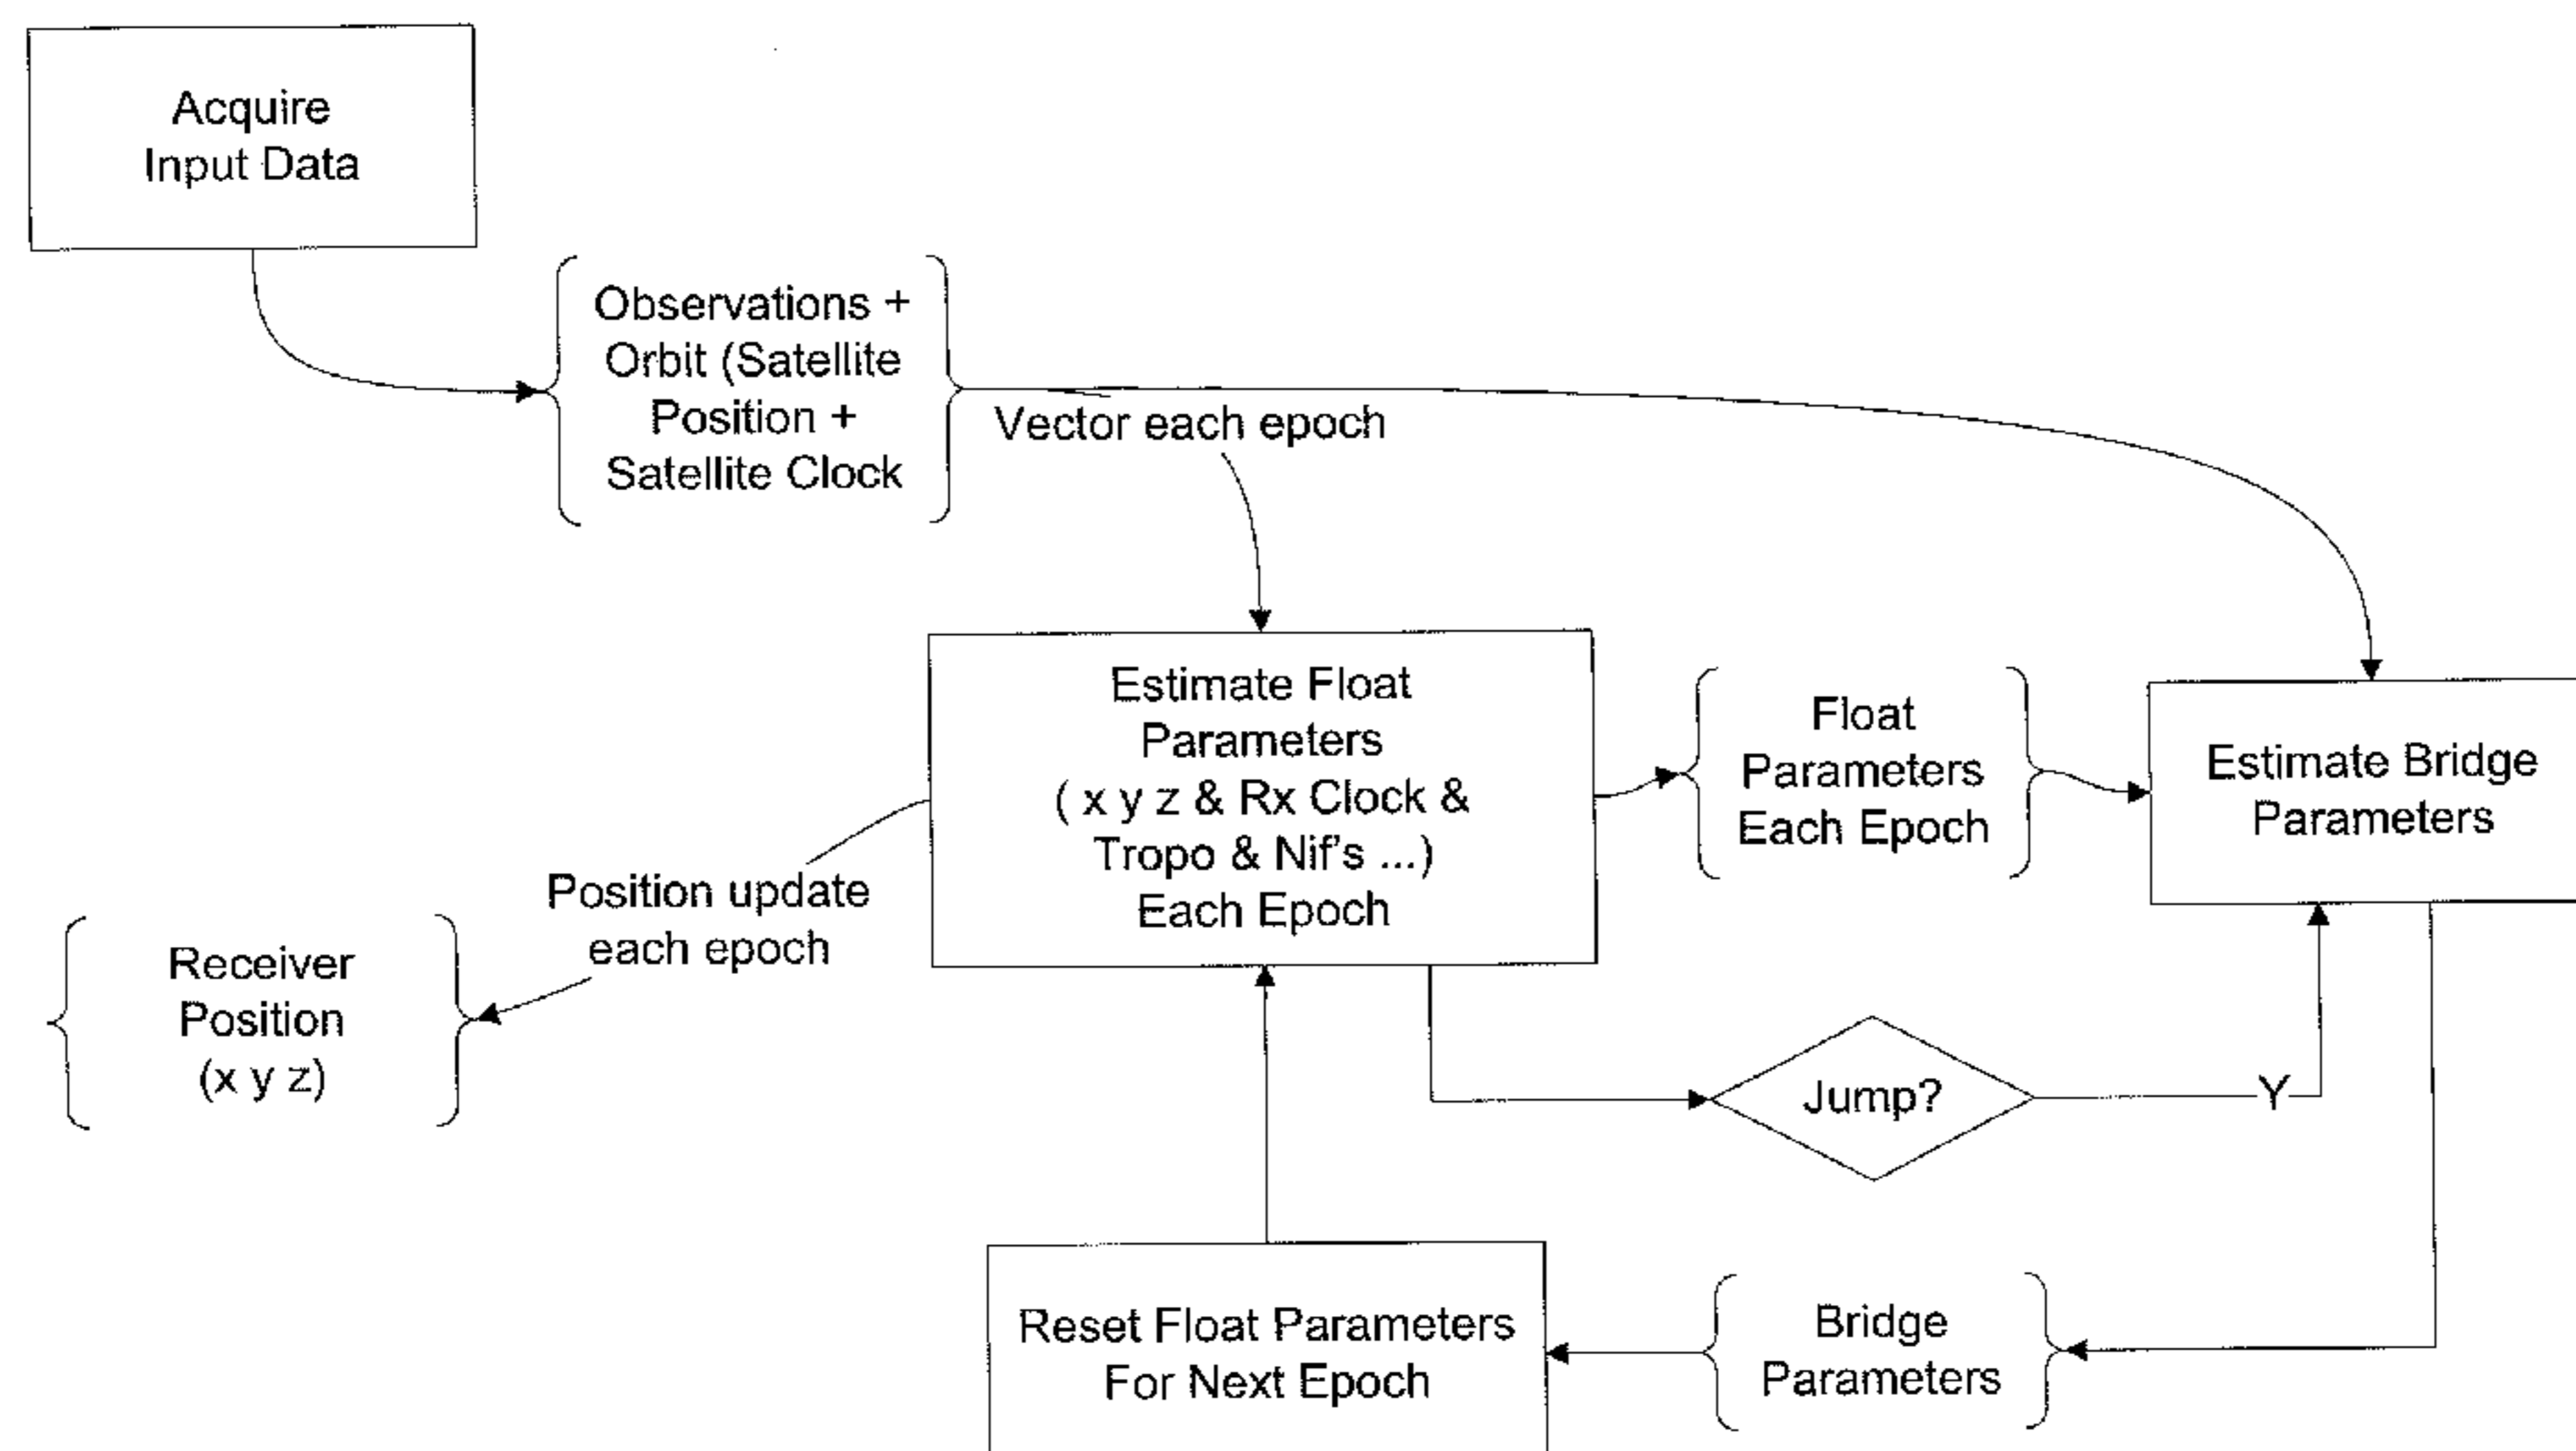 Acquire
Input Data
Observations +
Orbit (Satellite
Position +
Satellite Clock
Vector each epoch
Estimate Float
Parameters
( x y z & Rx Clock &
Tropo & Nif's ...)
Each Epoch
Float
Parameters
Each Epoch
Estimate Bridge
Parameters
Position update
each epoch
Receiver
Position
(x y z)
Jump?
Y
Reset Float Parameters
For Next Epoch
Bridge
Parameters